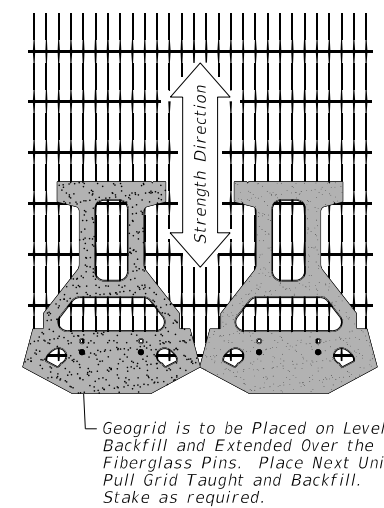 Strength Direction
Geogrid is to be Placed on Level
Backfill and Extended Over the
Fiberglass Pins. Place Next Uni
Pull Grid Taught and Backfill.
Stake as required.